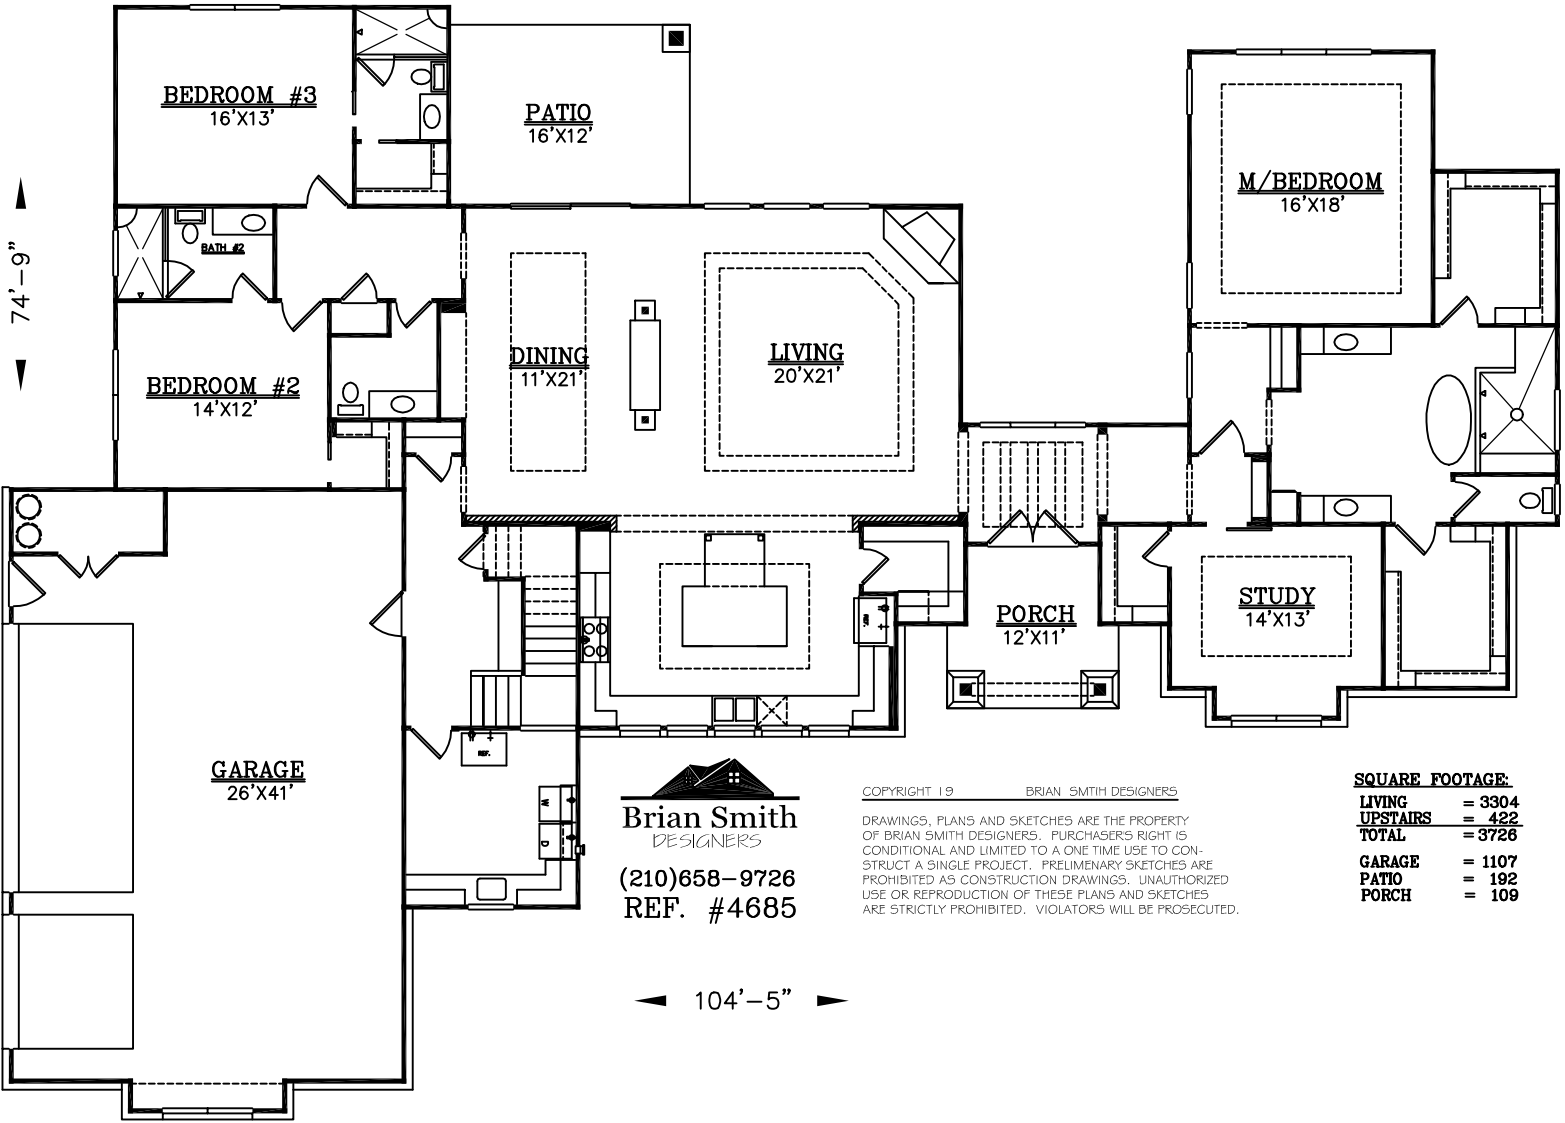 BEDROOM #3
16'X13'
PATIO
16'X12'
M/BEDROOM
16'X18'
BATH #2
74'-9"
DINING
11'X21'
LIVING
20'X21'
BEDROOM #2
14'X12'
REF.
PORCH
12'X11'
STUDY
14'X13'
REF.
GARAGE
26'X41'
W
D
Brian Smith
DESIGNERS
(210)658-9726
REF. #4685
104'-5"
COPYRIGHT 19 BRIAN SMTIH DESIGNERS
DRAWINGS, PLANS AND SKETCHES ARE THE PROPERTY
OF BRIAN SMITH DESIGNERS. PURCHASER'S RIGHT IS
CONDITIONAL AND LIMITED TO A ONE TIME USE TO CON-
STRUCT A SINGLE PROJECT. PRELIMENARY SKETCHES ARE
PROHIBITED AS CONSTRUCTION DRAWINGS. UNAUTHORIZED
USE OR REPRODUCTION OF THESE PLANS AND SKETCHES
ARE STRICTLY PROHIBITED. VIOLATORS WILL BE PROSECUTED.
SQUARE FOOTAGE:
LIVING = 3304
UPSTAIRS = 422
TOTAL = 3726
GARAGE = 1107
PATIO = 192
PORCH = 109